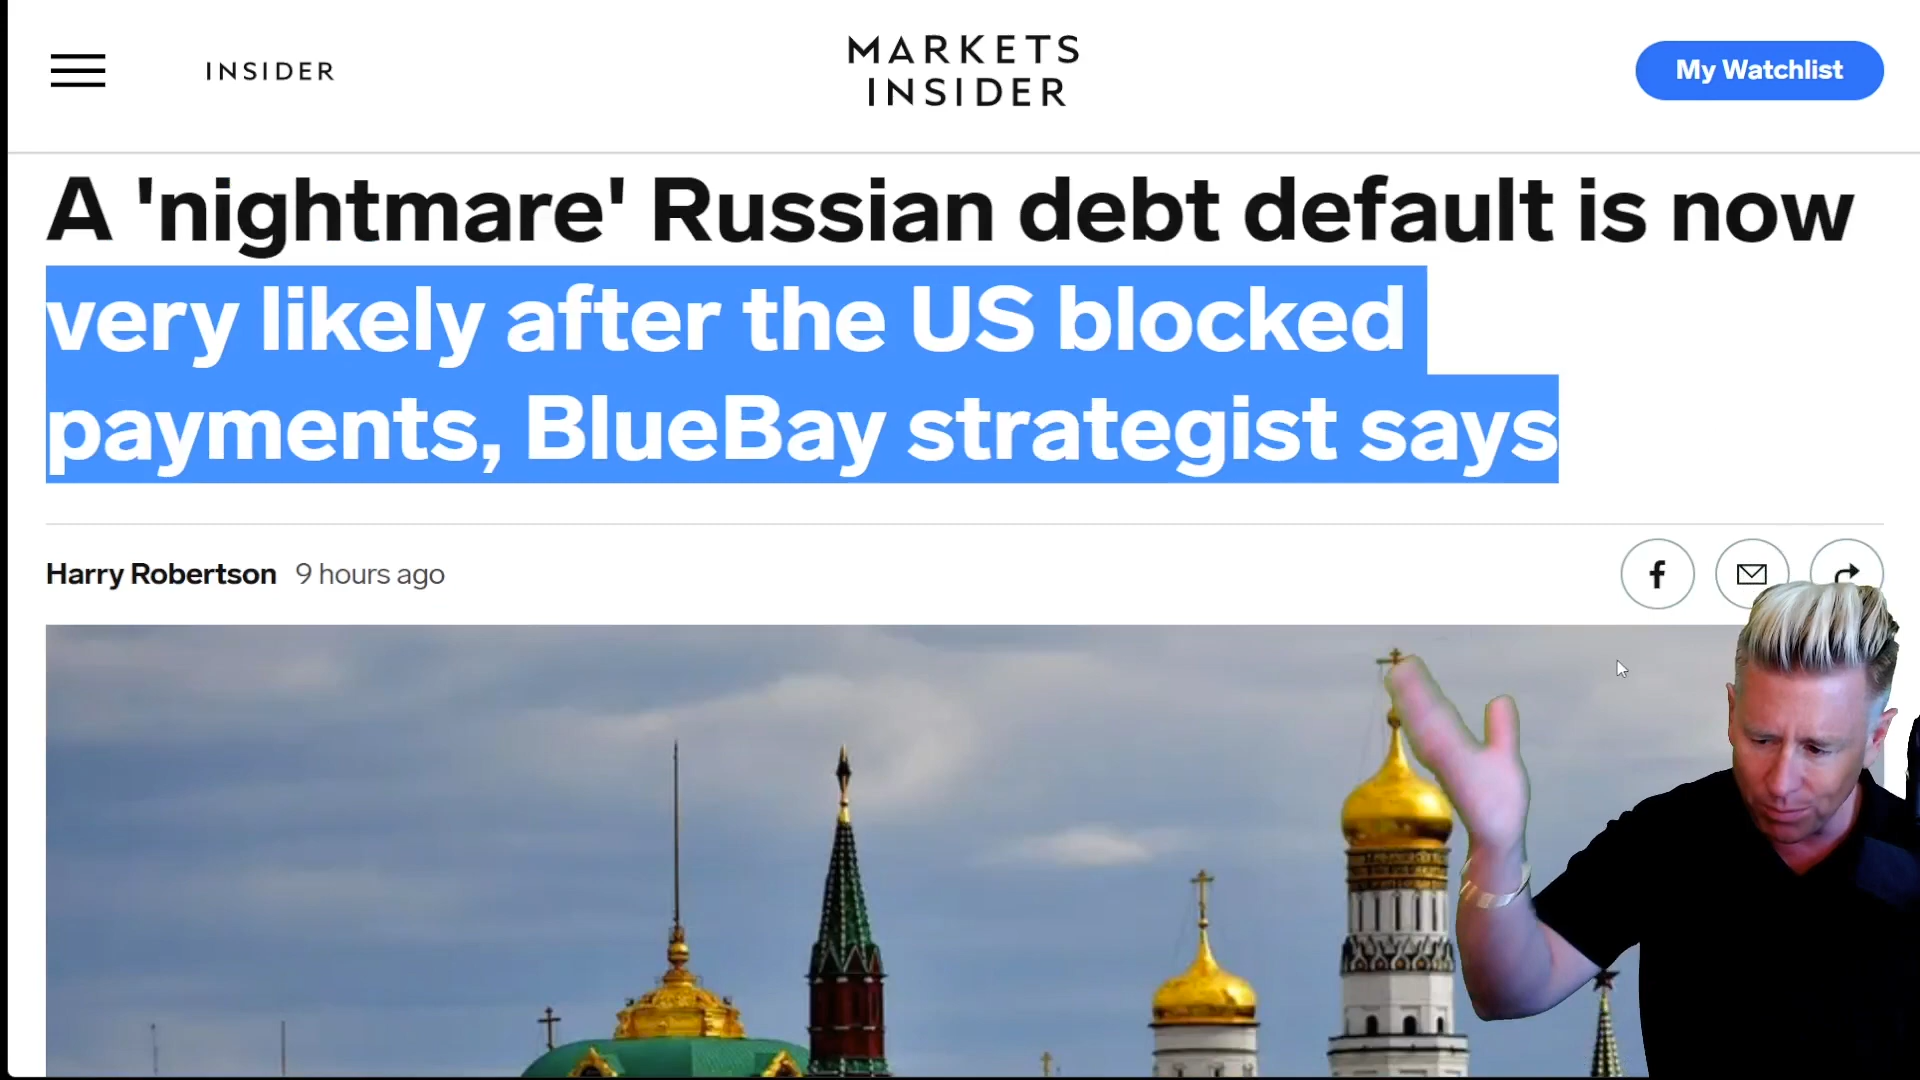 INSIDER
MARKETS
INSIDER
My Watchlist
A 'nightmare' Russian debt default is now
very likely after the US blocked
payments, BlueBay strategist says
Harry Robertson 9 hours ago